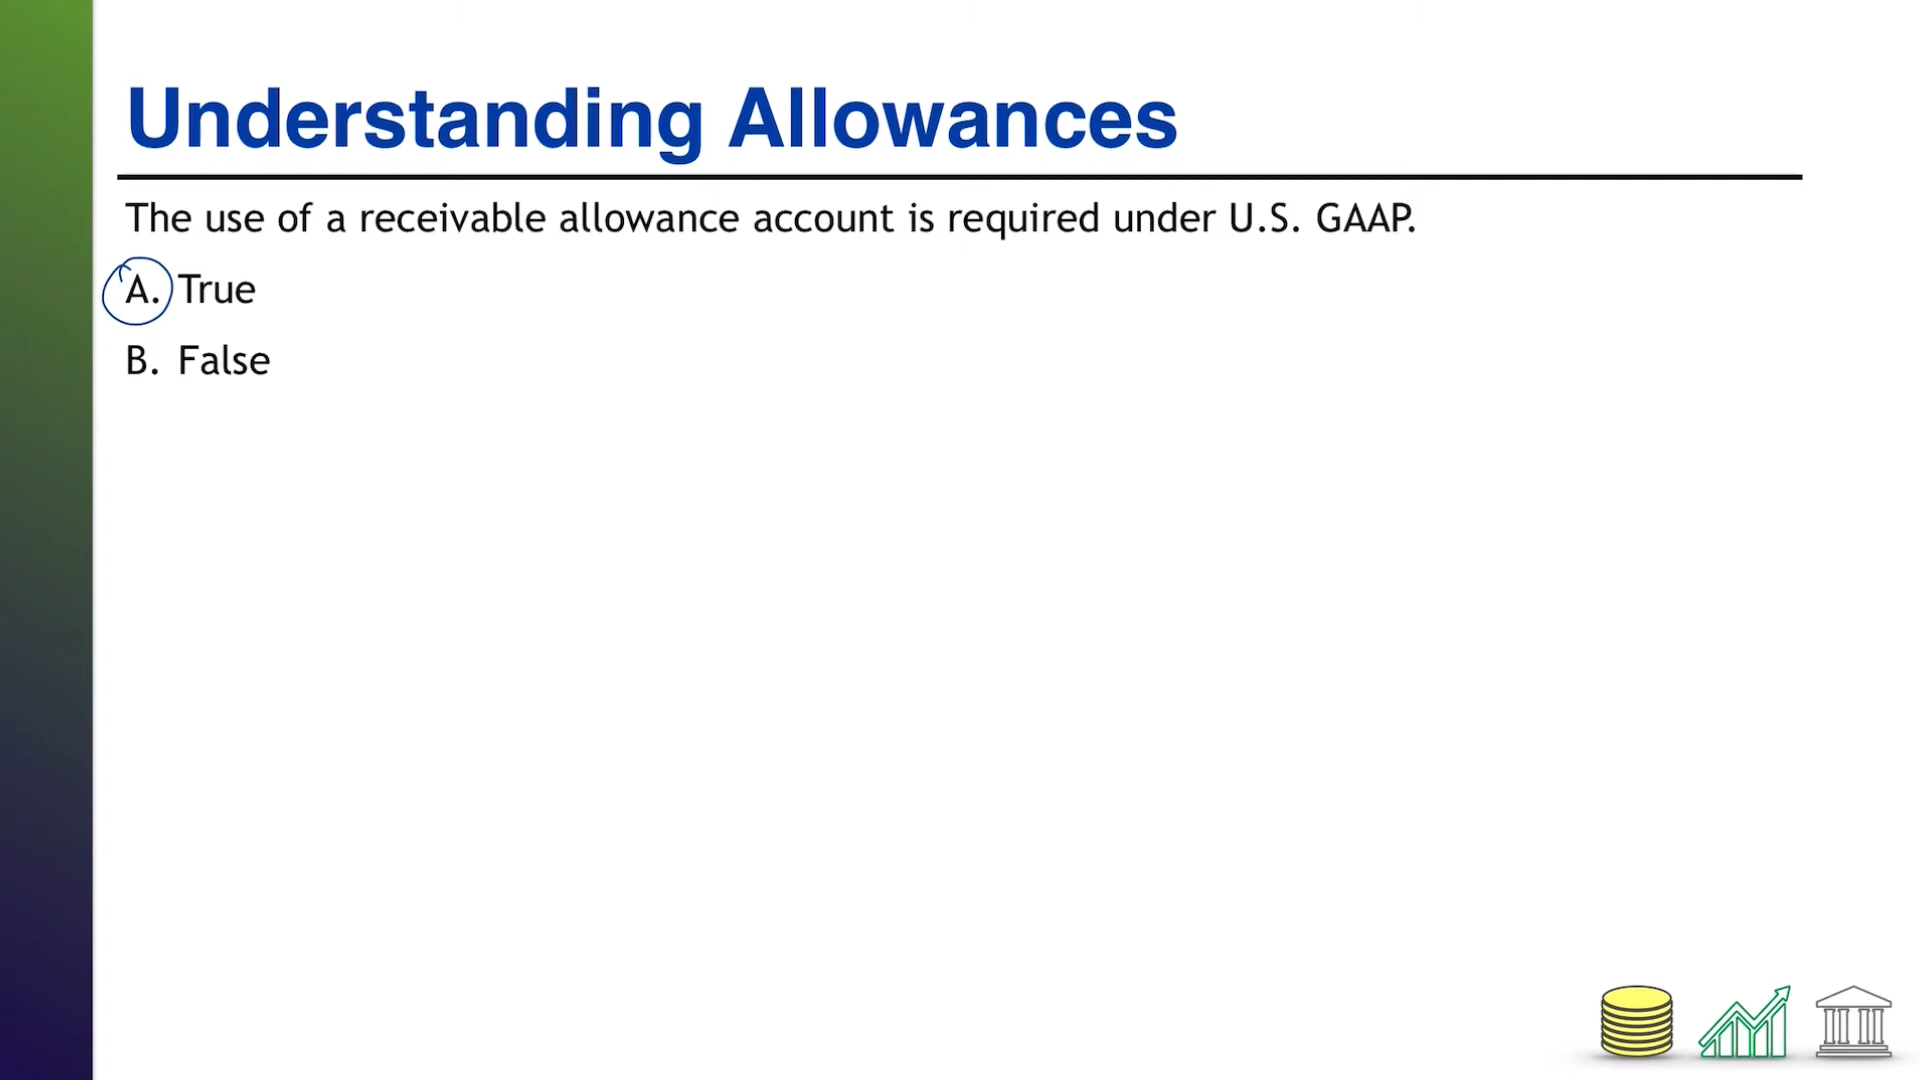 Understanding Allowances
The use of a receivable allowance account is required under U.S. GAAP.
A. True
B. False